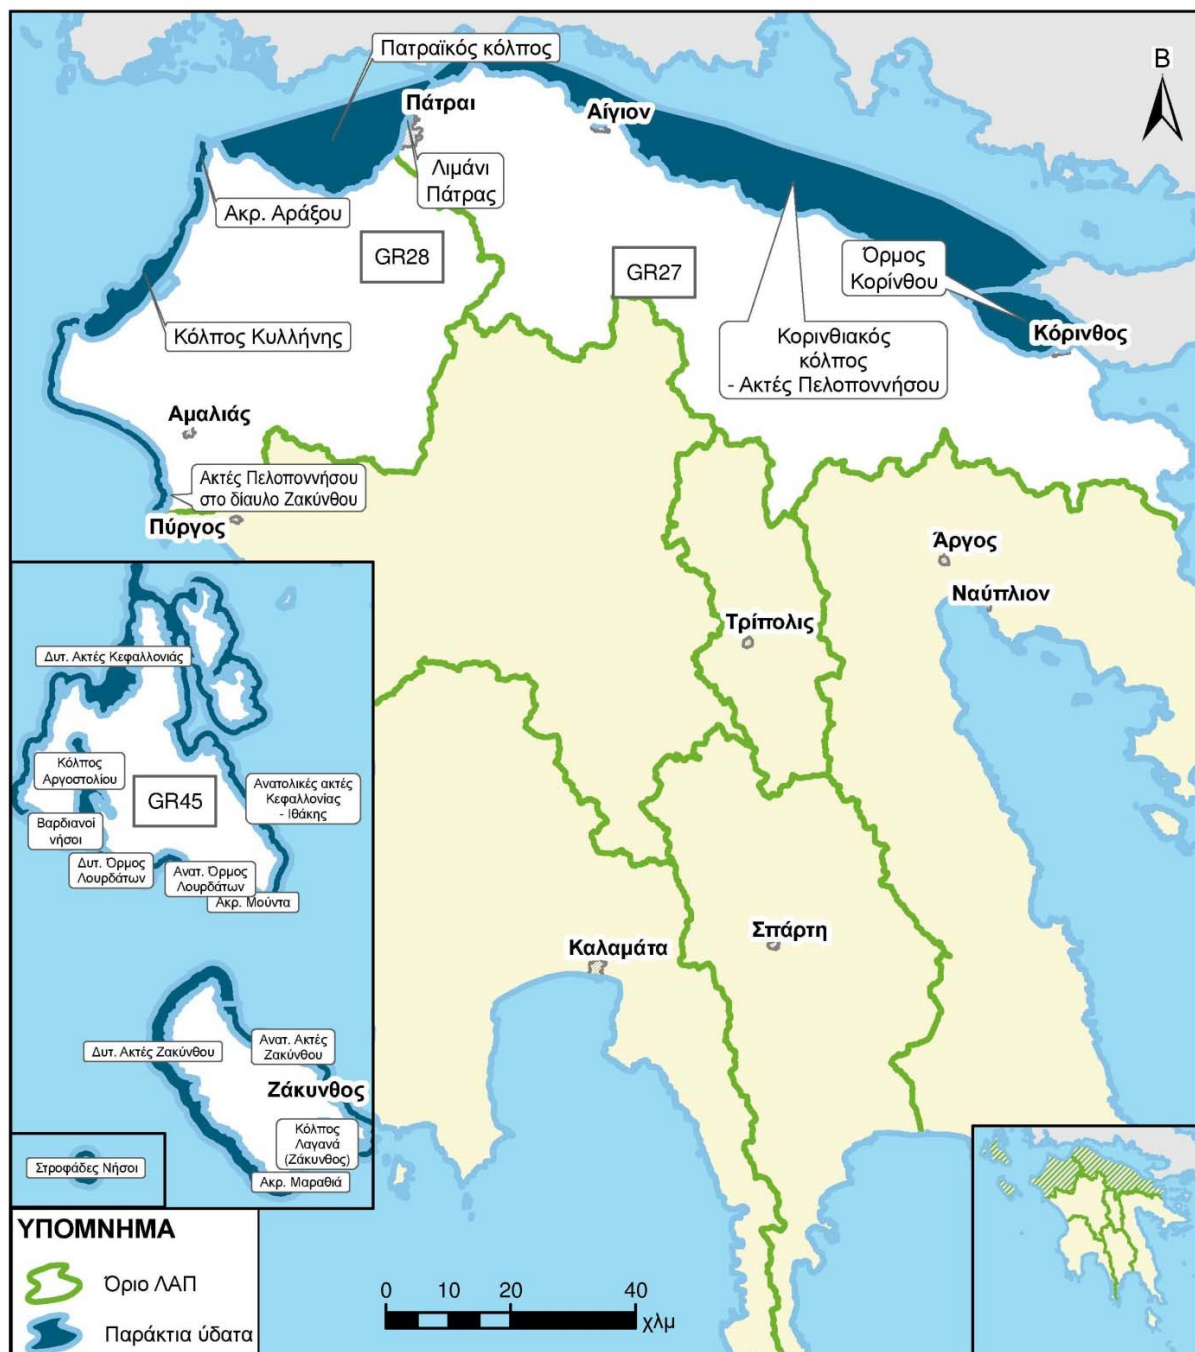 Πατραϊκός κόλπος
Β
Πάτραι
Αίγιον
Λιμάνι
Πάτρας
Ακρ. Αράξου
GR28
GR27
Όρμος
Κορίνθου
Κόλπος Κυλλήνης
Κορινθιακός
κόλπος
- Ακτές Πελοποννήσου
Κόρινθος
Αμαλιάς
Ακτές Πελοποννήσου
στο δίαυλο Ζακύνθου
Πύργος
Άργος
Ναύπλιον
Τρίπολις
Δυτ. Ακτές Κεφαλλονιάς
Κόλπος
Αργοστολίου
GR45
Ανατολικές ακτές
Κεφαλλονίας
- Ιθάκης
Βαρδιανοί
νήσοι
Δυτ. Όρμος
Λουρδάτων
Ανατ. Όρμος
Λουρδάτων
Ακρ. Μούντα
Σπάρτη
Καλαμάτα
Δυτ. Ακτές Ζακύνθου
Ανατ. Ακτές
Ζακύνθου
Ζάκυνθος
Κόλπος
Λαγανά
(Ζάκυνθος)
Ακρ. Μαραθιά
Στροφάδες Νήσοι
ΥΠΟΜΝΗΜΑ
Όριο ΛΑΠ
Παράκτια ύδατα
0 10 20 40
χλμ